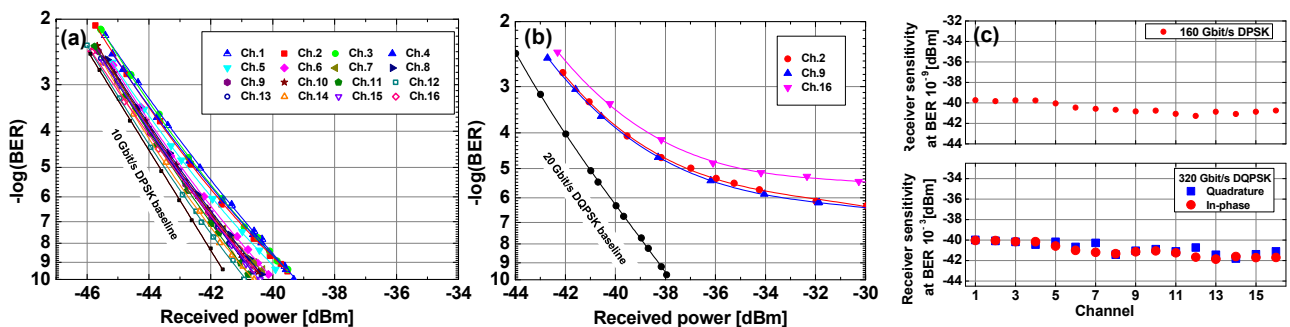 (a)
Ch.1 Ch.2 Ch.3 Ch.4
Ch.5 Ch.6 Ch.7 Ch.8
Ch.9 Ch.10 Ch.11 Ch.12
Ch.13 Ch.14 Ch.15 Ch.16
10 Gbit/s DPSK baseline
-log(BER)
2
3
4
5
6
7
8
9
10
-46 -44 -42 -40 -38 -36 -34
Received power [dBm]
(b)
Ch.2
Ch.9
Ch.16
20 Gbit/s DQPSK baseline
-log(BER)
2
3
4
5
6
7
8
9
10
-44 -42 -40 -38 -36 -34 -32 -30
Received power [dBm]
(c)
160 Gbit/s DPSK
Receiver sensitivity
at BER 10⁻⁹ [dBm]
-32
-34
-36
-38
-40
-42
-44
320 Gbit/s DQPSK
Quadrature
In-phase
Receiver sensitivity
at BER 10⁻³ [dBm]
-34
-36
-38
-40
-42
-44
1 3 5 7 9 11 13 15
Channel